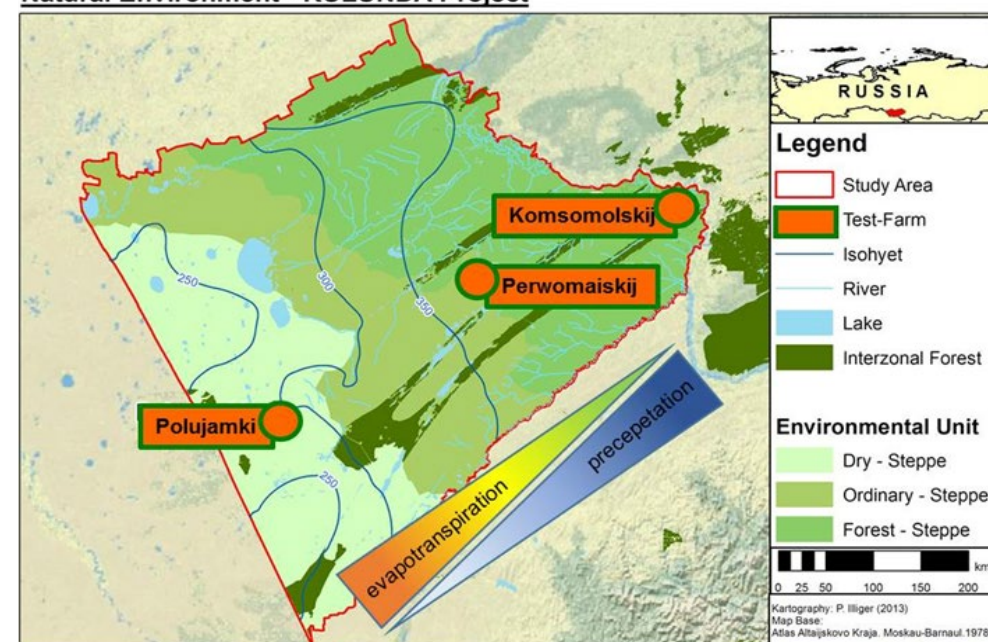 Natural Environment - KULUNDA Project
RUSSIA
Legend
Study Area
Test-Farm
Isohyet
River
Lake
Interzonal Forest
Environmental Unit
Dry - Steppe
Ordinary - Steppe
Forest - Steppe
km
0 25 50 100 150 200
Kartography: P. Illiger (2013)
Map Base:
Atlas Altajskovo Kraja. Moskau-Barnaul.1978
Komsomolskij
Perwomaiskij
Polujamki
250
300
350
250
evapotranspiration
precepetation